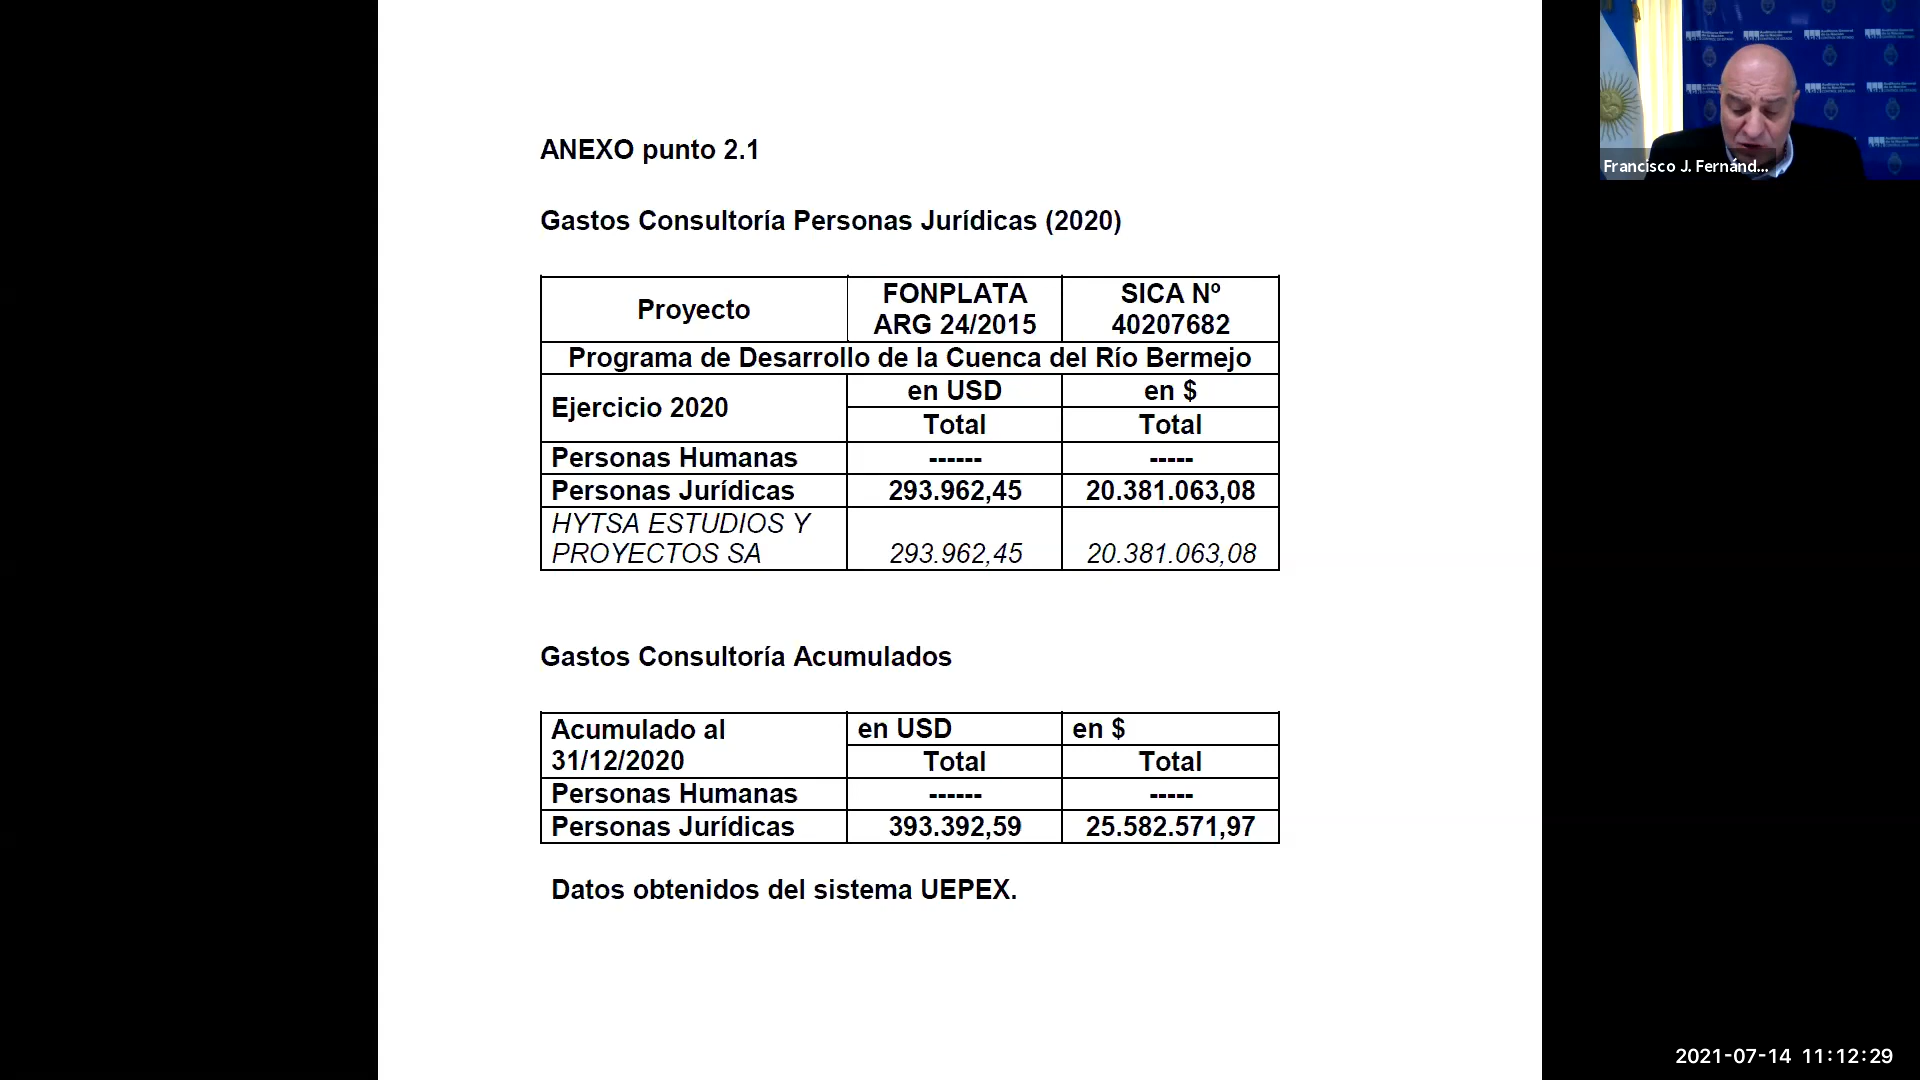 ANEXO punto 2.1
Gastos Consultoría Personas Jurídicas (2020)
Proyecto
FONPLATA
ARG 24/2015
SICA Nº
40207682
Programa de Desarrollo de la Cuenca del Río Bermejo
Ejercicio 2020
en USD
en $
Total
Total
Personas Humanas
------
-----
Personas Jurídicas
293.962,45
20.381.063,08
HYTSA ESTUDIOS Y
PROYECTOS SA
293.962,45
20.381.063,08
Gastos Consultoría Acumulados
Acumulado al
31/12/2020
en USD
en $
Total
Total
Personas Humanas
------
-----
Personas Jurídicas
393.392,59
25.582.571,97
Datos obtenidos del sistema UEPEX.
Francisco J. Fernánd...
2021-07-14 11:12:29